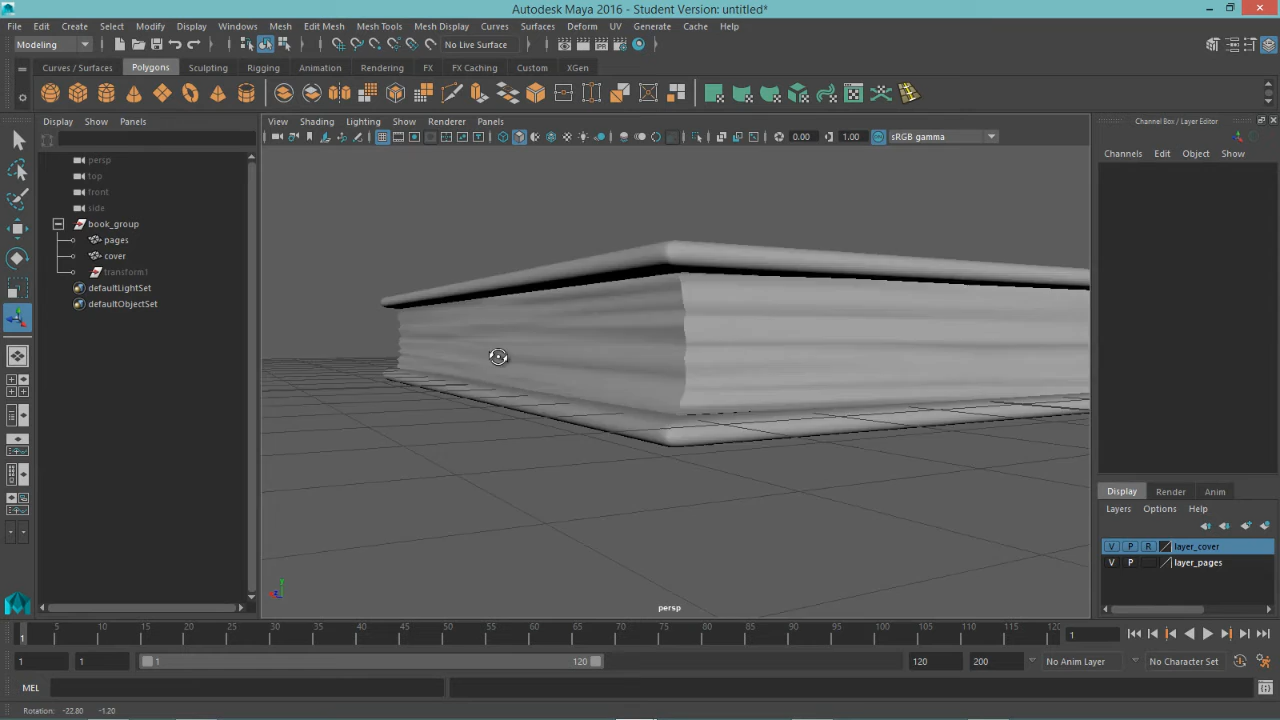 Autodesk Maya 2016 - Student Version: untitled*
File Edit Create Select Modify Display Windows Mesh Edit Mesh Mesh Tools Mesh Display Curves Surfaces Deform UV Generate Cache Help
Modeling No Live Surface
Curves / Surfaces Polygons Sculpting Rigging Animation Rendering FX FX Caching Custom XGen
Display Show Panels
View Shading Lighting Show Renderer Panels
Channel Box / Layer Editor
0.00 1.00 sRGB gamma
Channels Edit Object Show
persp
top
front
side
book_group
pages
cover
transform1
defaultLightSet
defaultObjectSet
Display Render Anim
Layers Options Help
V P R layer_cover
V P layer_pages
persp
5 10 15 20 25 30 35 40 45 50 55 60 65 70 75 80 85 90 95 100 105 110 115 120
1 1
1 1 1 120 120 200 No Anim Layer No Character Set
MEL
Rotation: -22.80 -1.20